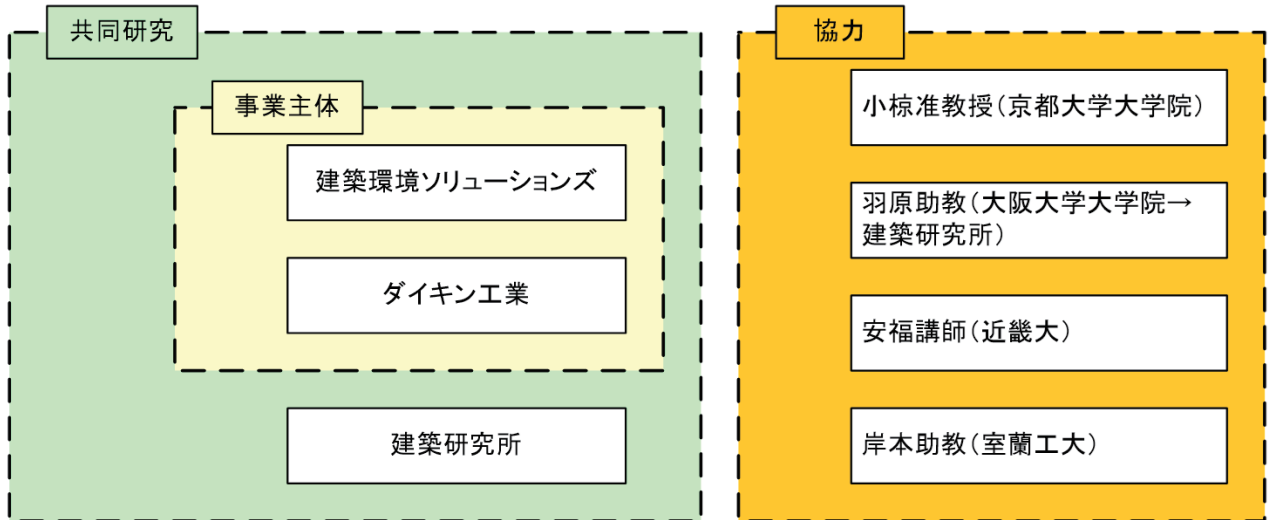 共同研究
事業主体
建築環境ソリューションズ
ダイキン工業
建築研究所
協力
小椋准教授（京都大学大学院）
羽原助教（大阪大学大学院→
建築研究所）
安福講師（近畿大）
岸本助教（室蘭工大）